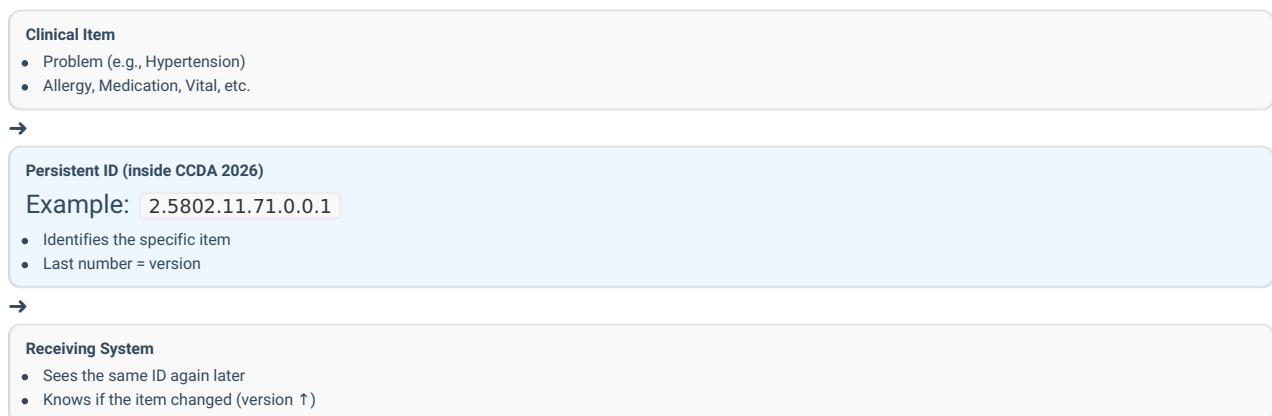 Clinical Item
• Problem (e.g., Hypertension)
• Allergy, Medication, Vital, etc.
→
Persistent ID (inside CCDA 2026)
Example: 2.5802.11.71.0.0.1
• Identifies the specific item
• Last number = version
→
Receiving System
• Sees the same ID again later
• Knows if the item changed (version ↑)